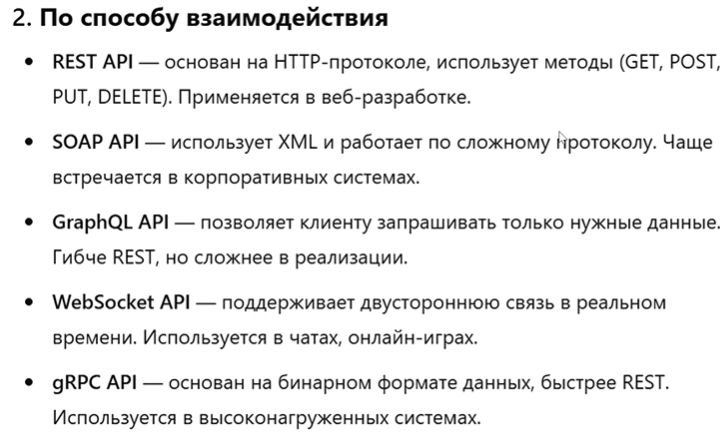 2. По способу взаимодействия
• REST API — основан на HTTP-протоколе, использует методы (GET, POST,
PUT, DELETE). Применяется в веб-разработке.
• SOAP API — использует XML и работает по сложному протоколу. Чаще
встречается в корпоративных системах.
• GraphQL API — позволяет клиенту запрашивать только нужные данные.
Гибче REST, но сложнее в реализации.
• WebSocket API — поддерживает двустороннюю связь в реальном
времени. Используется в чатах, онлайн-играх.
• gRPC API — основан на бинарном формате данных, быстрее REST.
Используется в высоконагруженных системах.